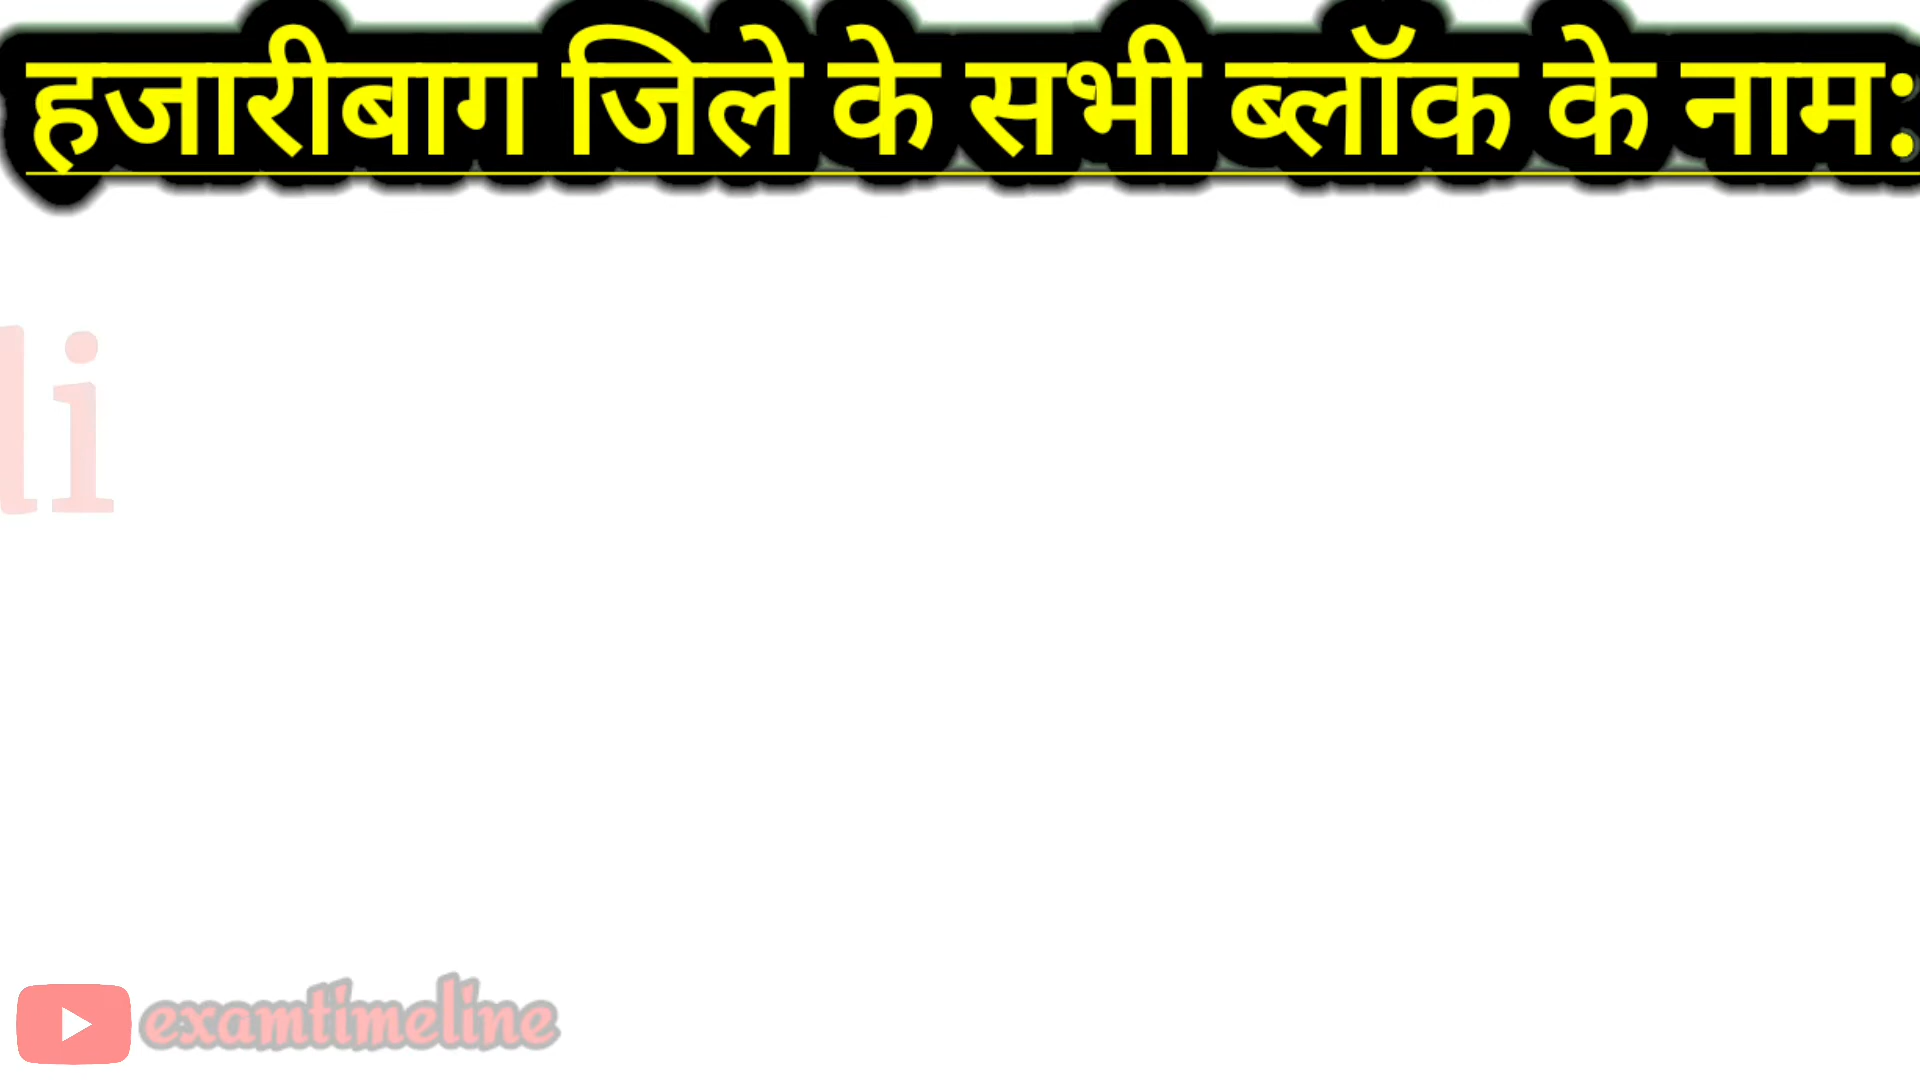 हजारीबाग जिले के सभी ब्लॉक के नाम:
li
examtimeline